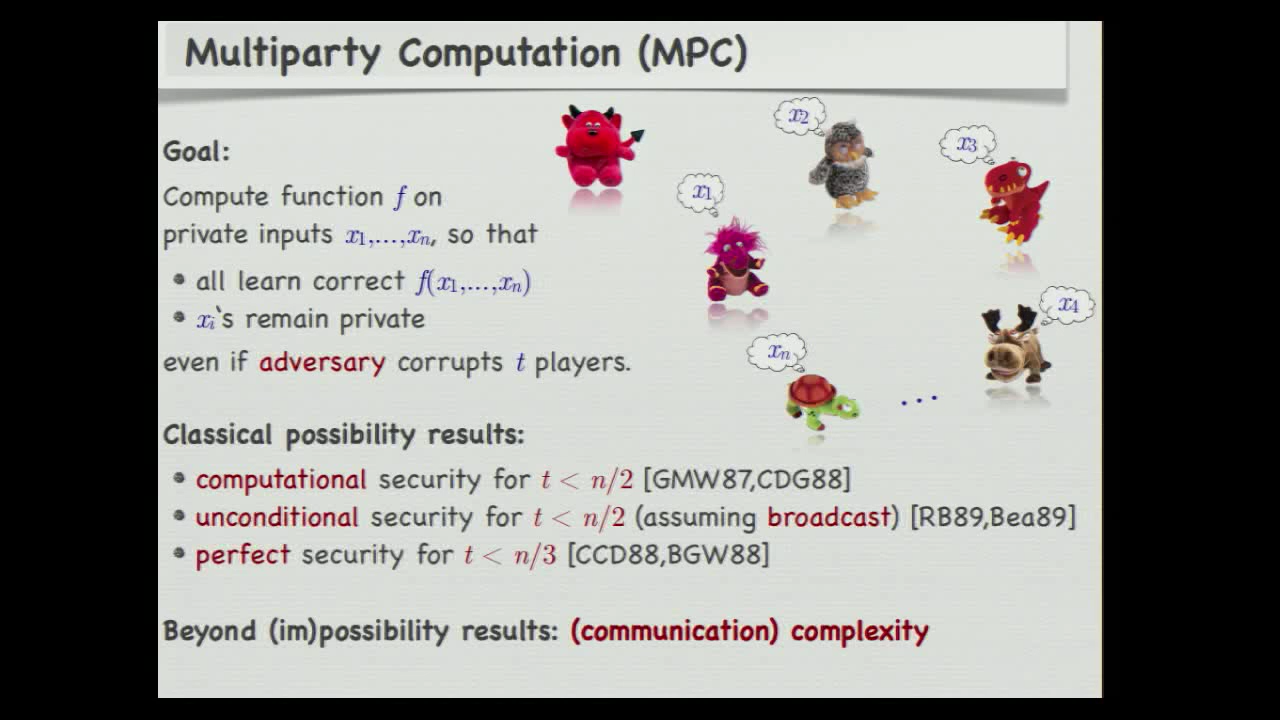 Multiparty Computation (MPC)
Goal:
Compute function f on
private inputs x1,...,xn, so that
• all learn correct f(x1,...,xn)
• xi‘s remain private
even if adversary corrupts t players.
x1
x2
x3
x4
xn
...
Classical possibility results:
• computational security for t < n/2 [GMW87,CDG88]
• unconditional security for t < n/2 (assuming broadcast) [RB89,Bea89]
• perfect security for t < n/3 [CCD88,BGW88]
Beyond (im)possibility results: (communication) complexity